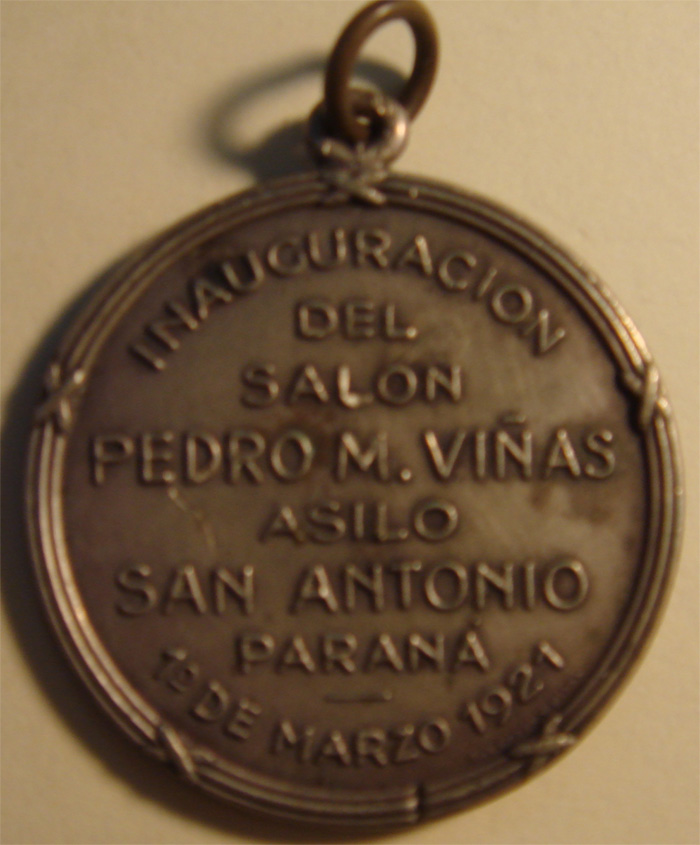 INAUGURACION
DEL
SALON
PEDRO M. VIÑAS
ASILO
SAN ANTONIO
PARANÁ
1º DE MARZO 1921